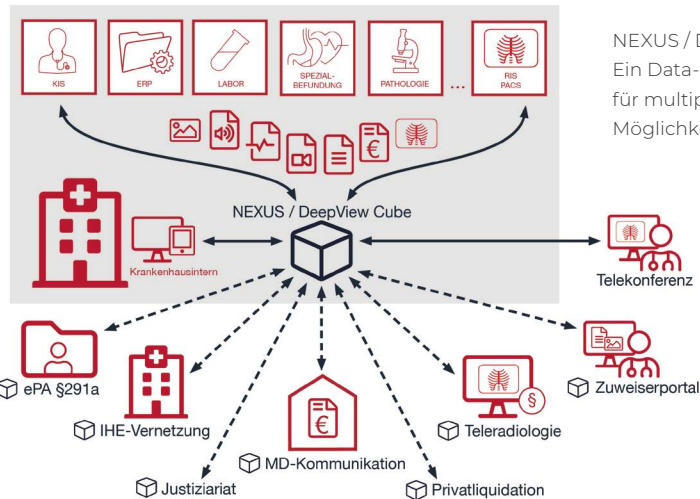 KIS
ERP
LABOR
SPEZIAL-
BEFUNDUNG
PATHOLOGIE
...
RIS
PACS
NEXUS / D
Ein Data-
für multip
Möglichk
€
NEXUS / DeepView Cube
Krankenhausintern
Telekonferenz
ePA §291a
IHE-Vernetzung
€
MD-Kommunikation
§
Teleradiologie
Zuweiserportal
Justiziariat
Privatliquidation